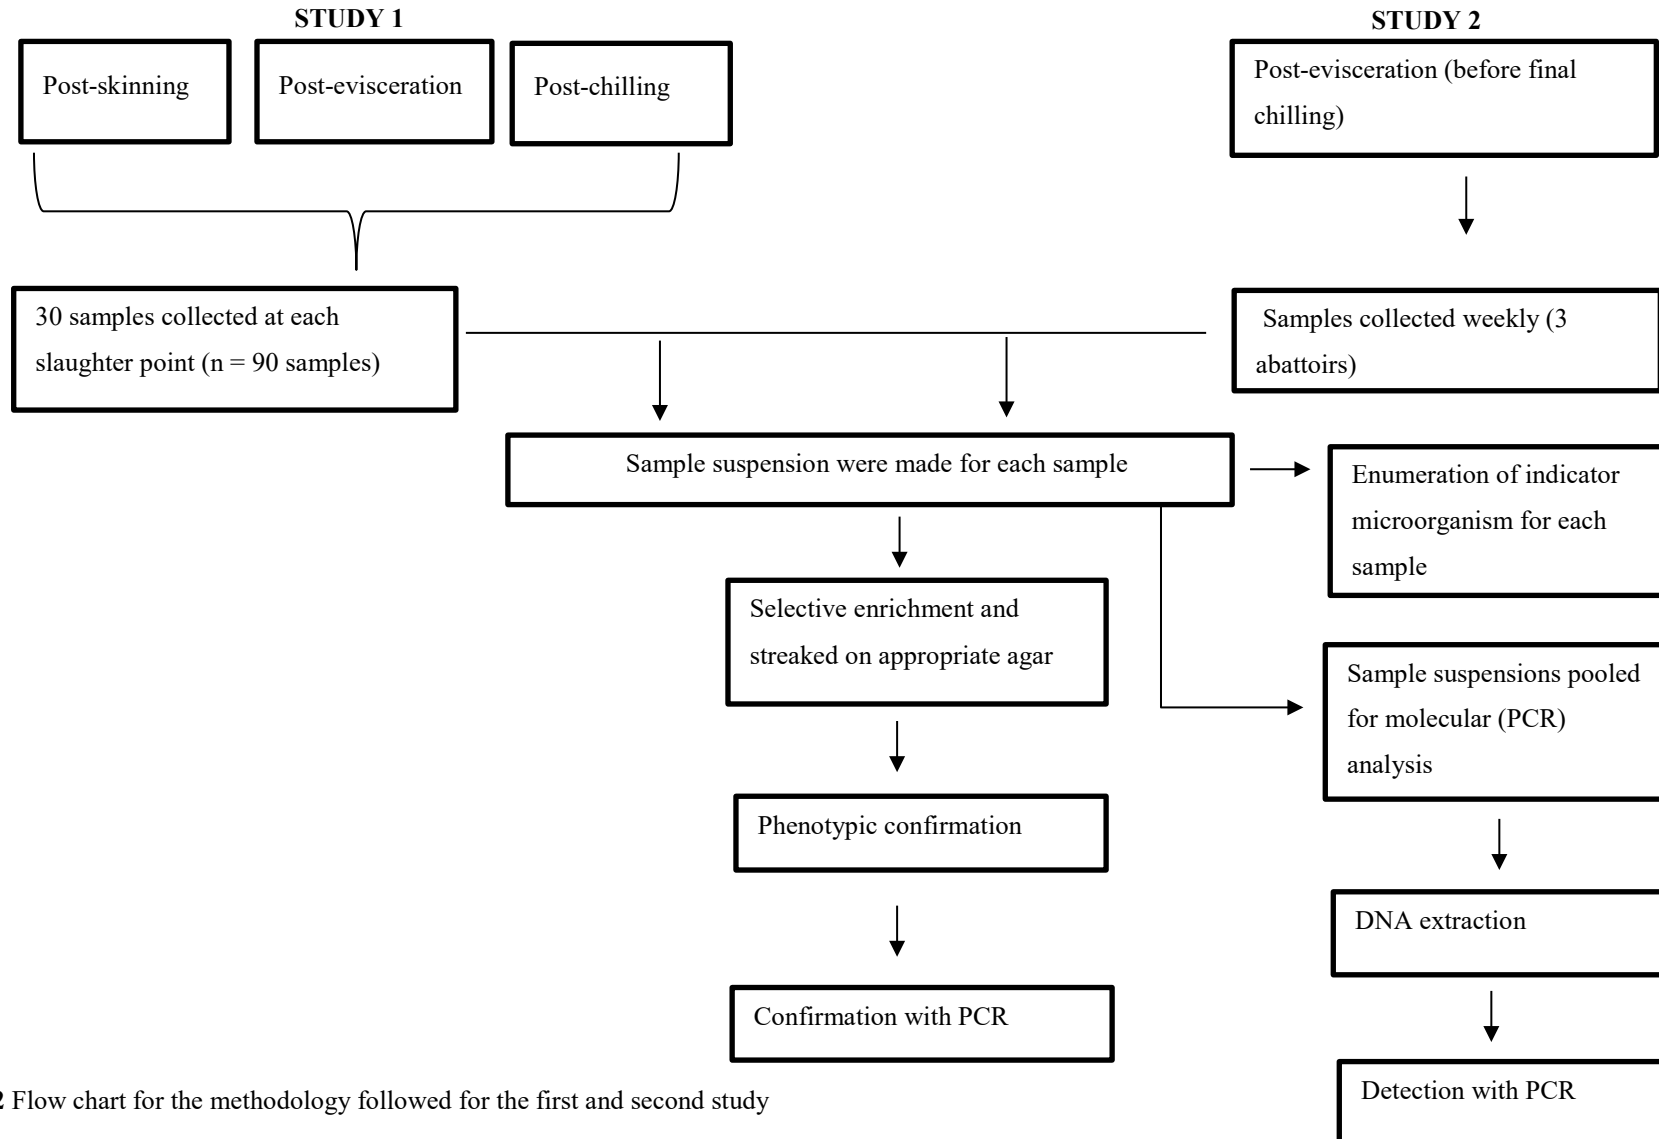 STUDY 1
STUDY 2
Post-skinning
Post-evisceration
Post-chilling
Post-evisceration (before final
chilling)
30 samples collected at each
slaughter point (n = 90 samples)
Samples collected weekly (3
abattoirs)
Sample suspension were made for each sample
Enumeration of indicator
microorganism for each
sample
Selective enrichment and
streaked on appropriate agar
Sample suspensions pooled
for molecular (PCR)
analysis
Phenotypic confirmation
DNA extraction
Confirmation with PCR
Detection with PCR
2 Flow chart for the methodology followed for the first and second study